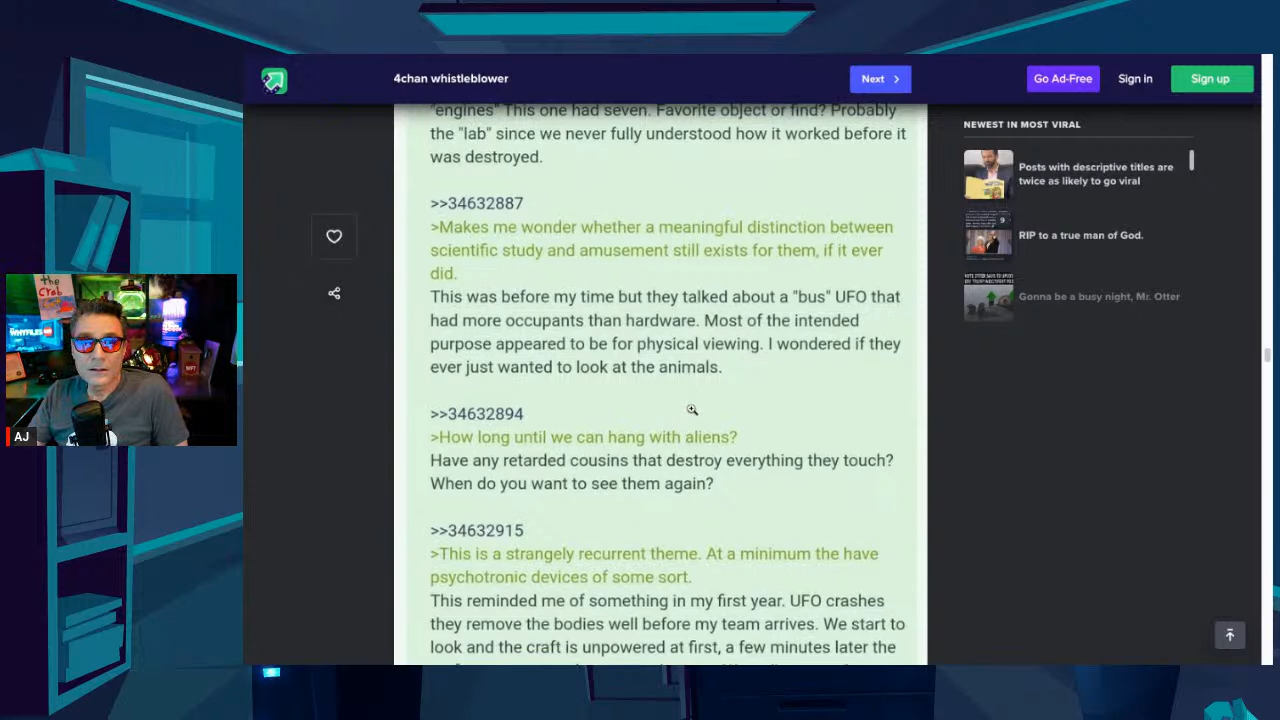 4chan whistleblower
Next
Go Ad-Free
Sign in
Sign up
"engines" This one had seven. Favorite object or find? Probably
the "lab" since we never fully understood how it worked before it
was destroyed.
>>34632887
>Makes me wonder whether a meaningful distinction between
scientific study and amusement still exists for them, if it ever
did.
This was before my time but they talked about a "bus" UFO that
had more occupants than hardware. Most of the intended
purpose appeared to be for physical viewing. I wondered if they
ever just wanted to look at the animals.
>>34632894
>How long until we can hang with aliens?
Have any retarded cousins that destroy everything they touch?
When do you want to see them again?
>>34632915
>This is a strangely recurrent theme. At a minimum the have
psychotronic devices of some sort.
This reminded me of something in my first year. UFO crashes
they remove the bodies well before my team arrives. We start to
look and the craft is unpowered at first, a few minutes later the
NEWEST IN MOST VIRAL
Posts with descriptive titles are
twice as likely to go viral
RIP to a true man of God.
Gonna be a busy night, Mr. Otter
the
Crab
AJ